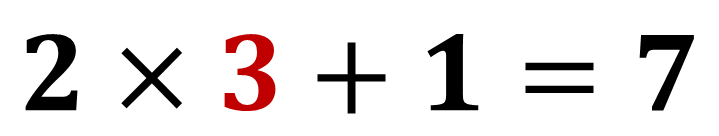 2 × 3 + 1 = 7